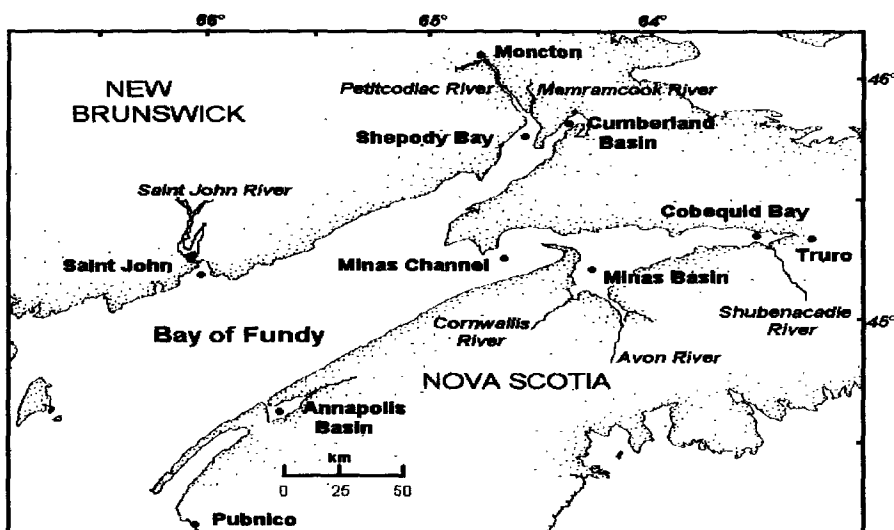 66°
65°
64°
Moncton
46°
NEW
BRUNSWICK
Petitcodiac River
Memramcook River
Shepody Bay
Cumberland
Basin
Saint John River
Cobequid Bay
Saint John
Minas Channel
Minas Basin
Truro
Shubenacadie
River
Bay of Fundy
Cornwallis
River
45°
Avon River
NOVA SCOTIA
Annapolis
Basin
km
0 25 50
Pubnico